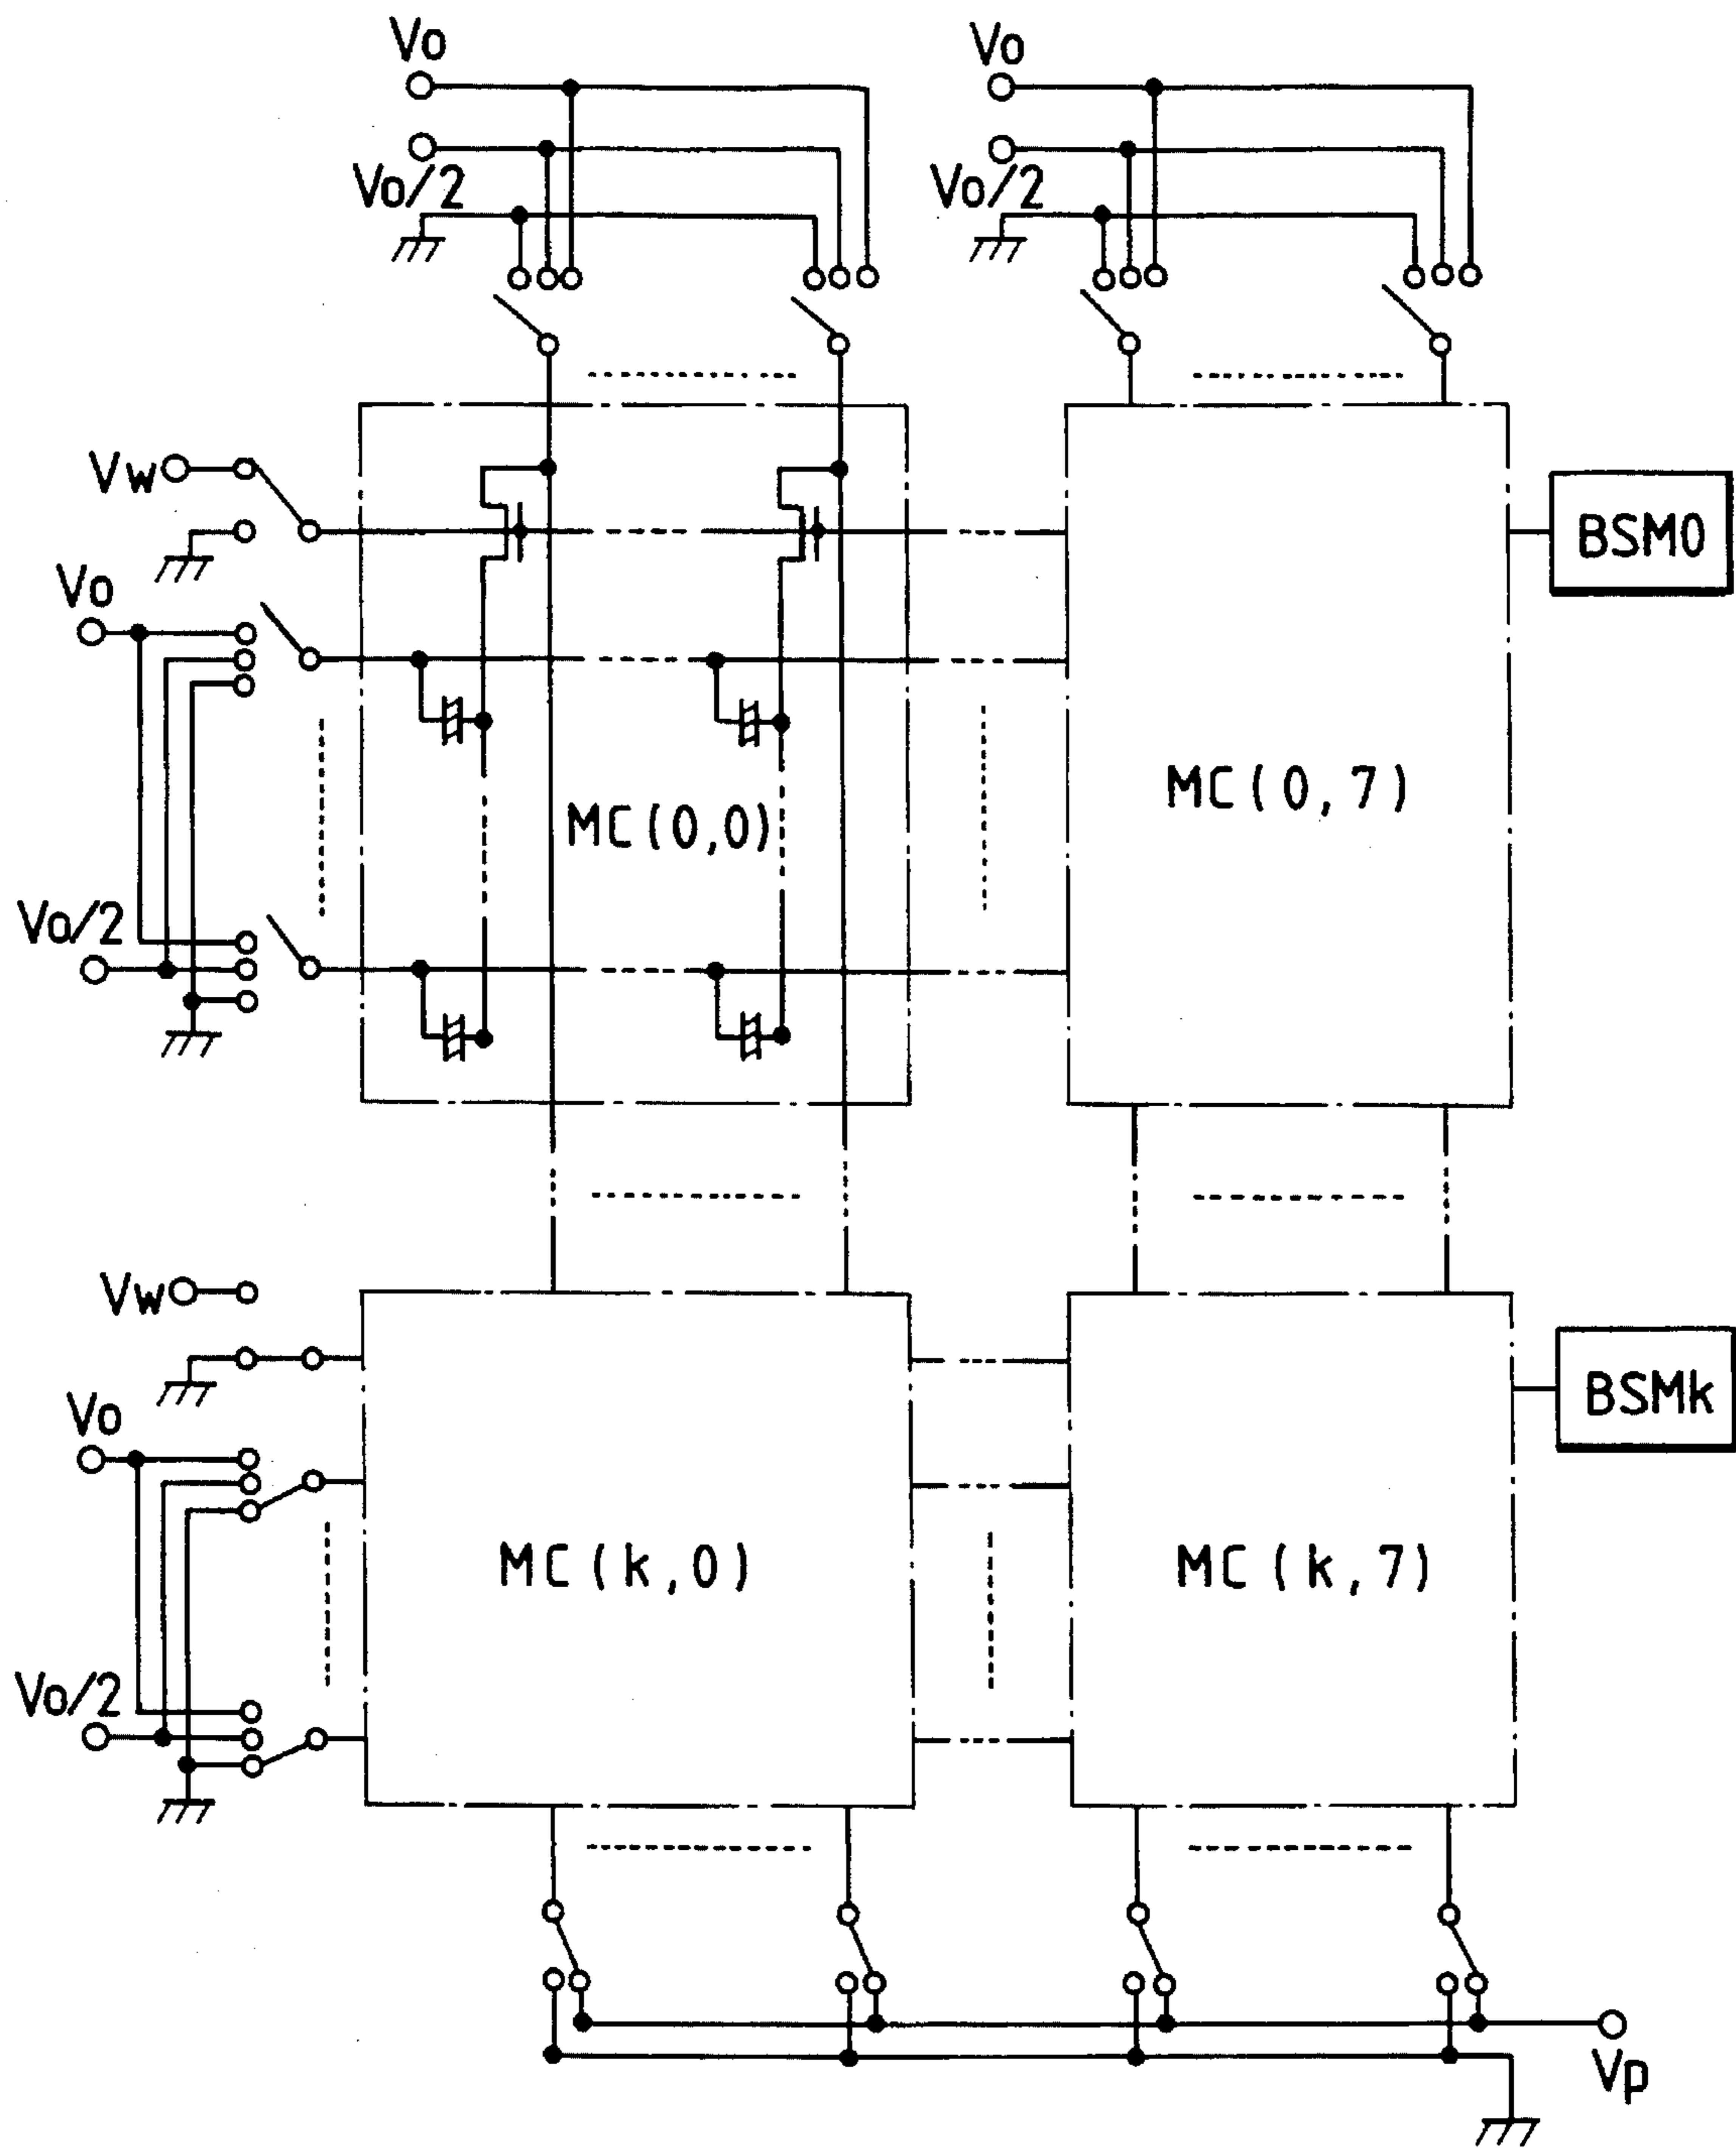 Vo
Vo
Vo/2
Vo/2
Vw
BSM0
Vo
MC(0,7)
MC(0,0)
Vo/2
Vw
Vo
BSMk
MC(k,0)
MC(k,7)
Vo/2
Vp